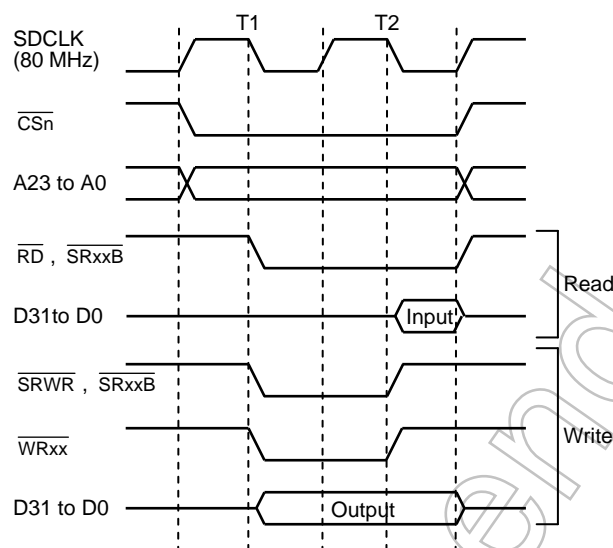 T1 T2
SDCLK
(80 MHz)
CSn
A23 to A0
RD , SRxxB
Read
D31to D0
Input
SRWR , SRxxB
Write
WRxx
D31 to D0
Output